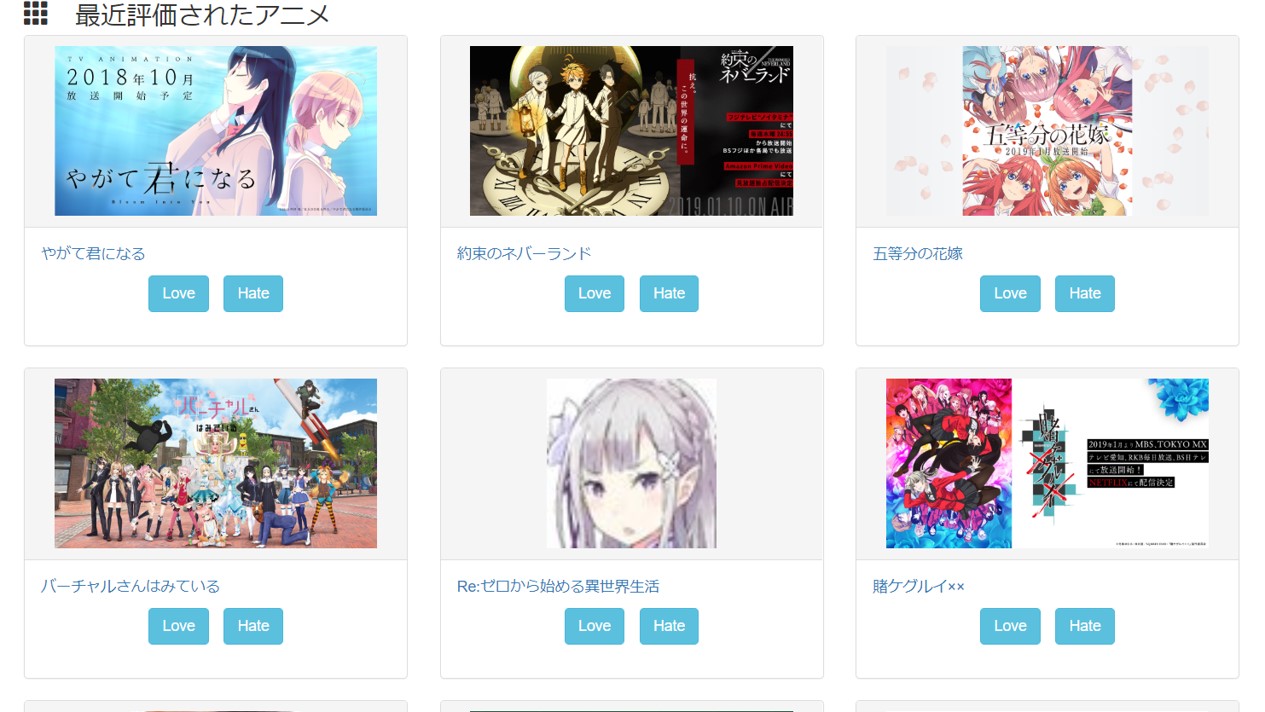 最近評価されたアニメ
TV ANIMATION
2018年10月
放送開始予定
やがて君になる
Bloom Into You
約束の
ネバーランド
抗え。
この世界の運命に。
フジテレビ"ノイタミナ"
にて
から放送開始
BSフジほか各局でも放送
Amazon Prime Video
にて
2019.01.10.ON AIR
五等分の花嫁
2019年1月放送開始
やがて君になる
Love Hate
約束のネバーランド
Love Hate
五等分の花嫁
Love Hate
バーチャルさん
はみている
賭ケグルイ
2019年1月よりMBS、TOKYO MX
テレビ愛知、RKB毎日放送、BS日テレ
にて放送開始!
NETFLIXにて配信決定
バーチャルさんはみている
Love Hate
Re:ゼロから始める異世界生活
Love Hate
賭ケグルイ××
Love Hate